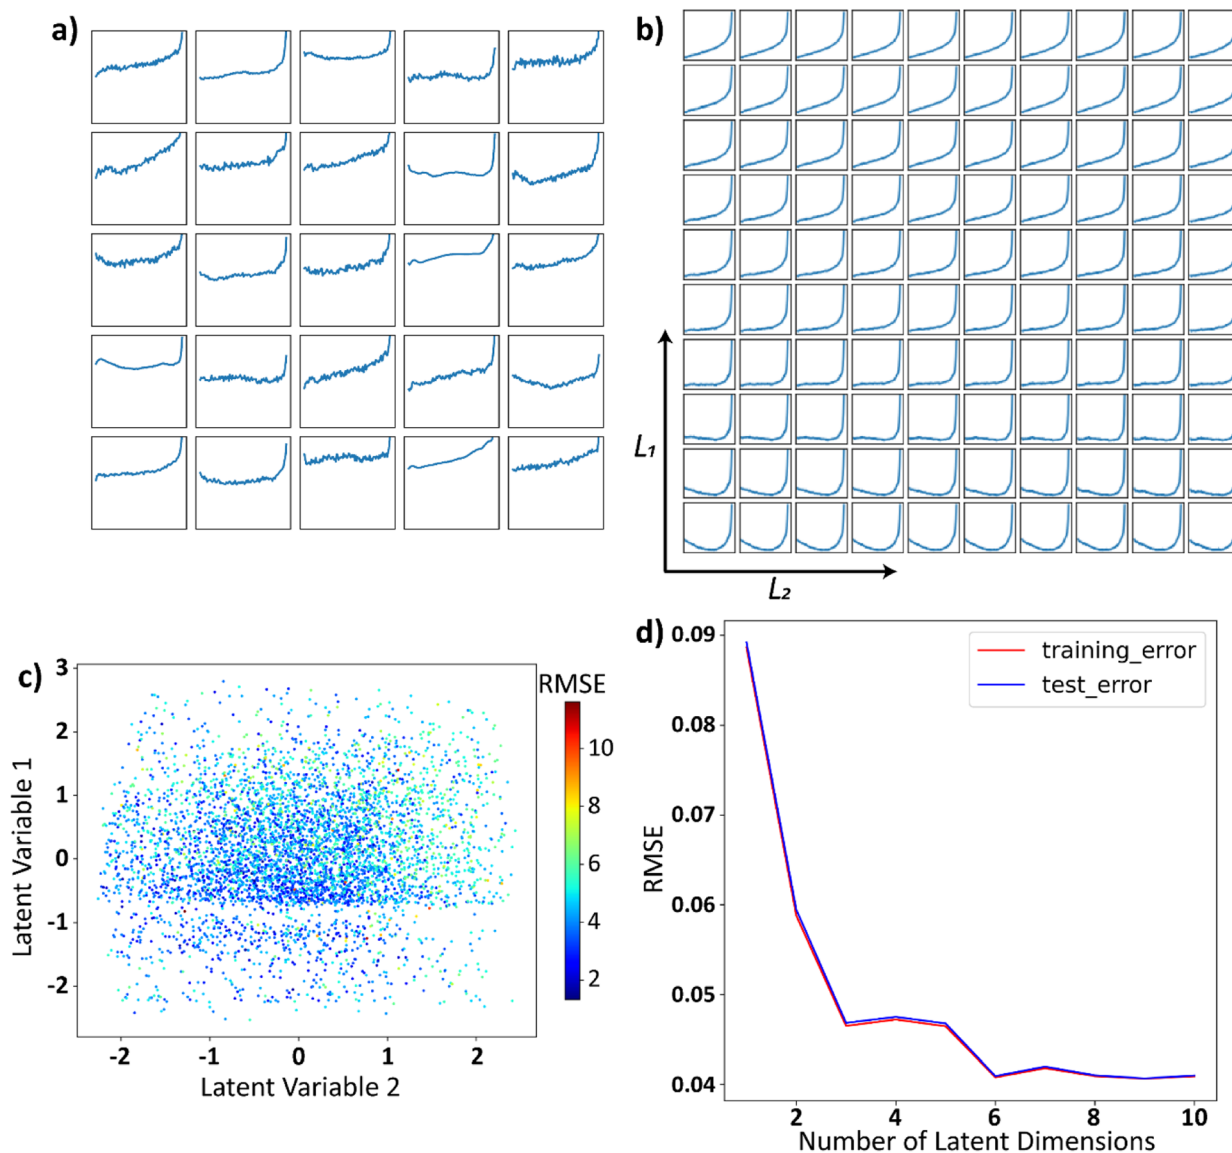 a)
b)
L1
L2
c)
RMSE
3
2
1
0
-1
-2
Latent Variable 1
-2
-1
0
1
2
Latent Variable 2
10
8
6
4
2
d)
0.09
0.08
0.07
0.06
0.05
0.04
RMSE
training_error
test_error
2
4
6
8
10
Number of Latent Dimensions